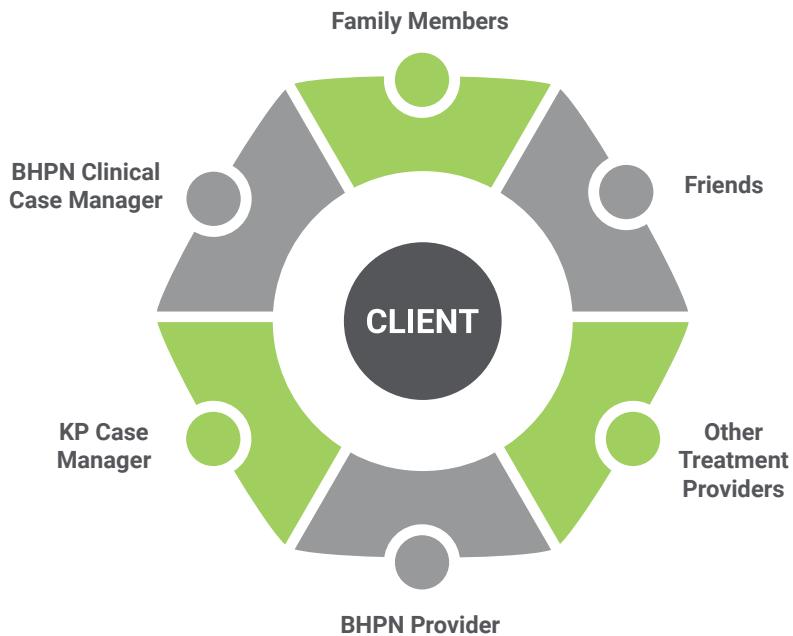 Family Members
BHPN Clinical
Case Manager
Friends
CLIENT
KP Case
Manager
Other
Treatment
Providers
BHPN Provider